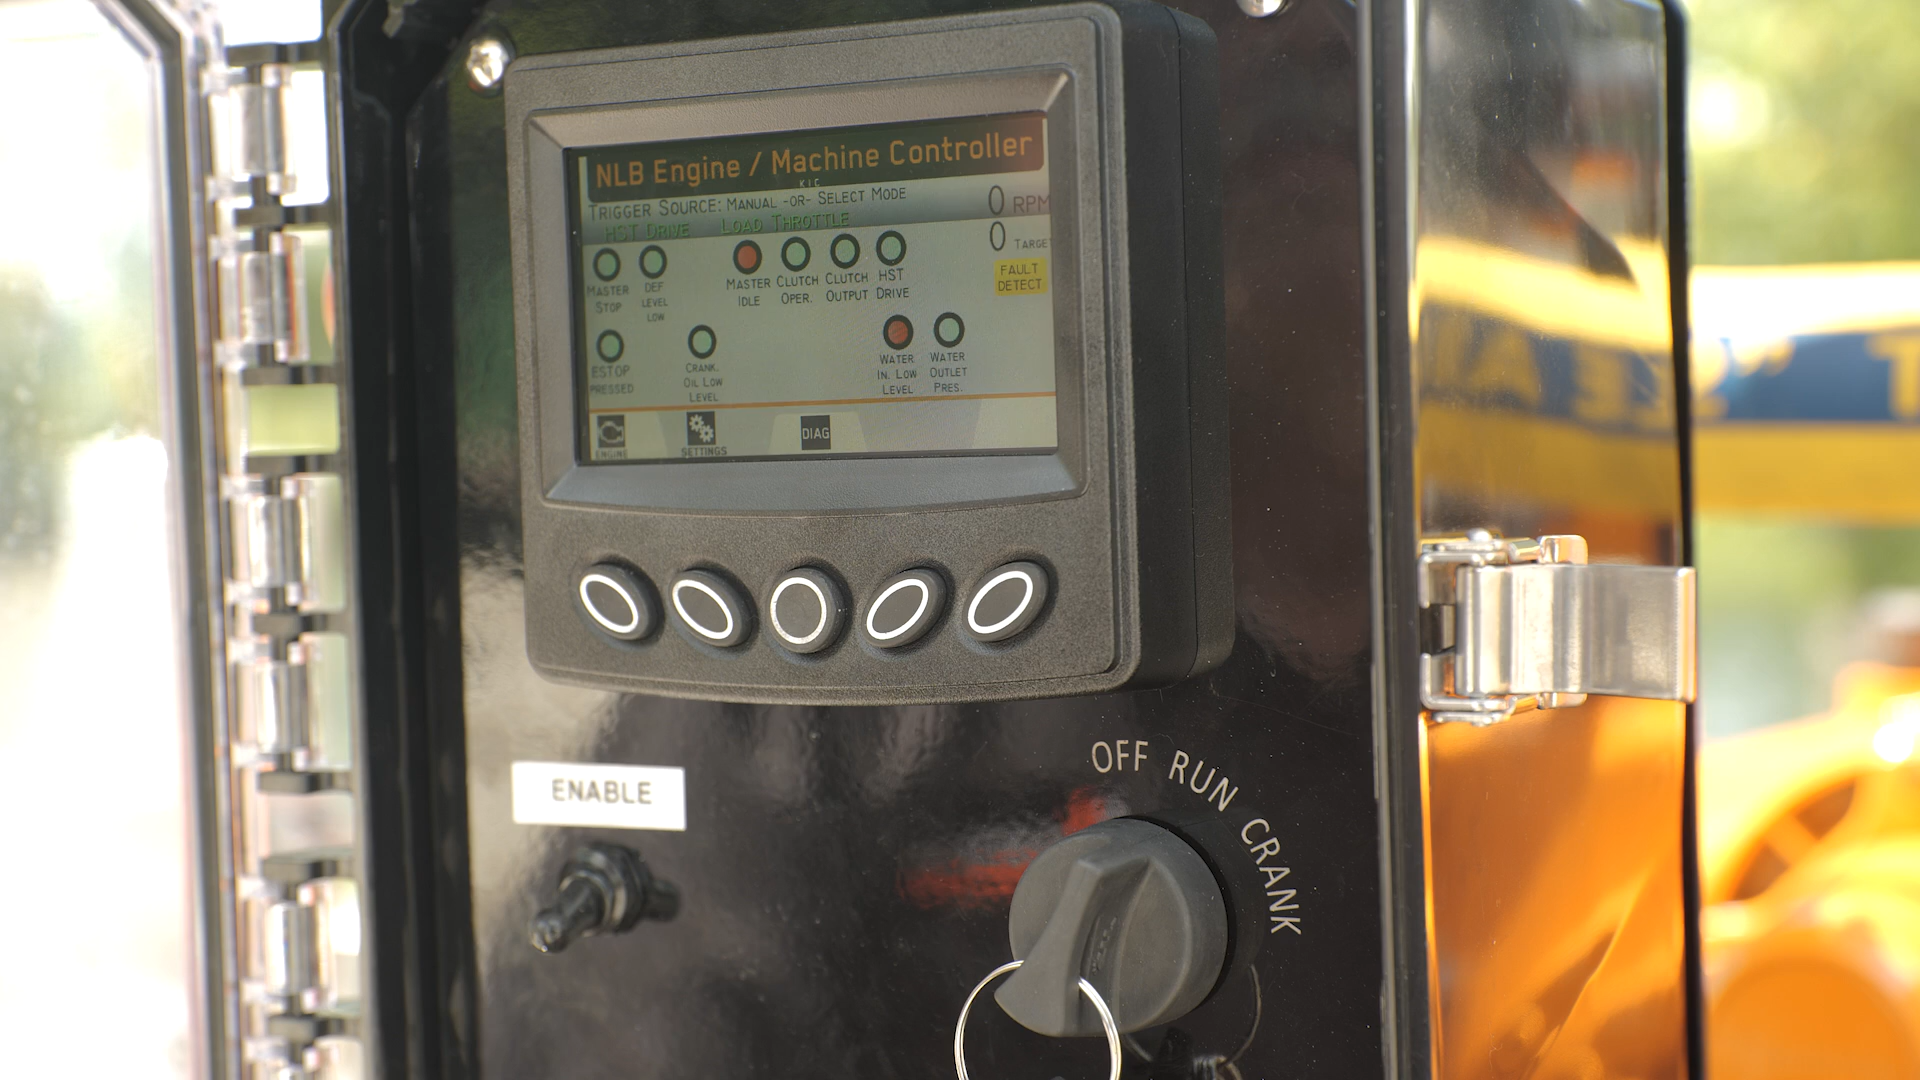 NLB Engine / Machine Controller
TRIGGER SOURCE: MANUAL -OR- SELECT MODE
0 RPM
HST DRIVE LOAD THROTTLE
0 TARGET
MASTER STOP
DEF LEVEL LOW
MASTER IDLE
CLUTCH OPER.
CLUTCH OUTPUT
HST DRIVE
FAULT DETECT
ESTOP PRESSED
CRANK. OIL LOW LEVEL
WATER IN. LOW LEVEL
WATER OUTLET PRES.
ENGINE
SETTINGS
DIAG
ENABLE
OFF RUN CRANK